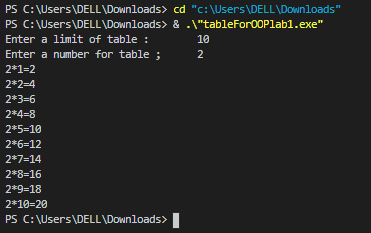 PS C:\Users\DELL\Downloads> cd "c:\Users\DELL\Downloads"
PS C:\Users\DELL\Downloads> & .\"tableForOOPlab1.exe"
Enter a limit of table :        10
Enter a number for table ;      2
2*1=2
2*2=4
2*3=6
2*4=8
2*5=10
2*6=12
2*7=14
2*8=16
2*9=18
2*10=20
PS C:\Users\DELL\Downloads>